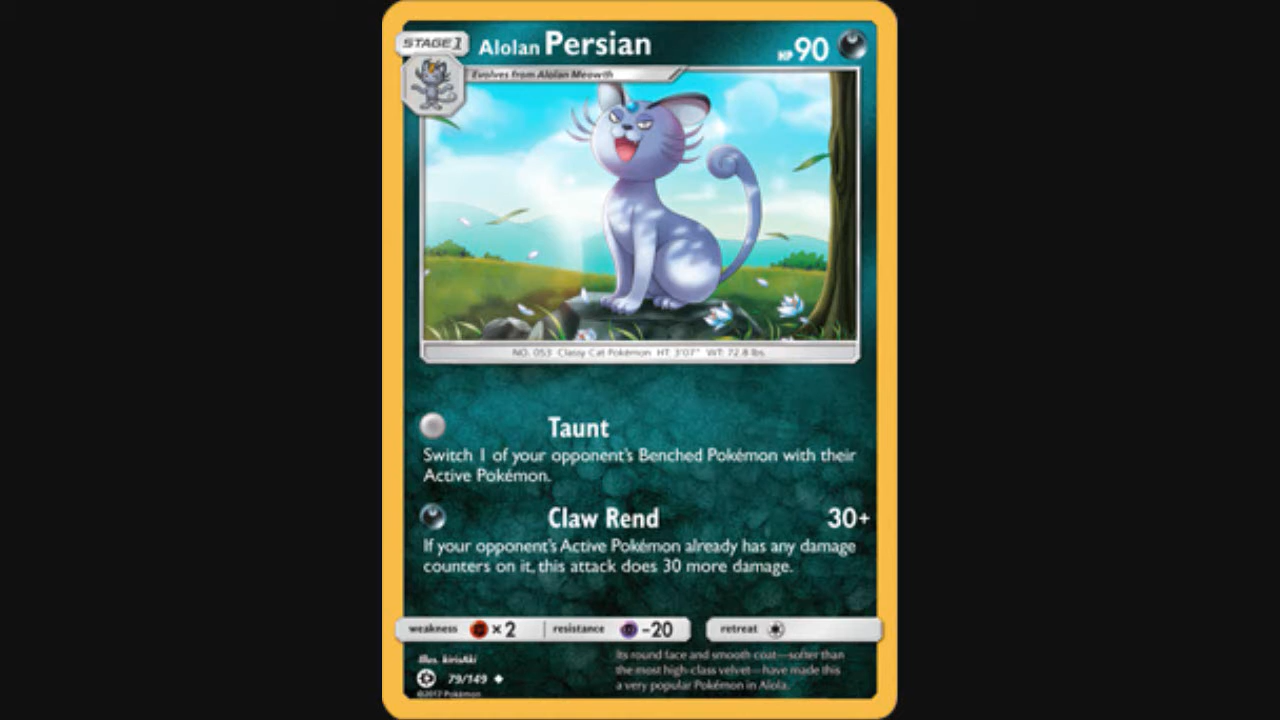 STAGE 1 Alolan Persian HP 90
Evolves from Alolan Meowth
NO. 053 Classy Cat Pokémon HT: 3'07" WT: 72.8 lbs.
Taunt
Switch 1 of your opponent's Benched Pokémon with their
Active Pokémon.
Claw Rend 30+
If your opponent's Active Pokémon already has any damage
counters on it, this attack does 30 more damage.
weakness ×2 resistance -20 retreat
Illus. kirisAki
79/149
©2017 Pokémon
Its round face and smooth coat—softer than
the most high-class velvet—have made this
a very popular Pokémon in Alola.